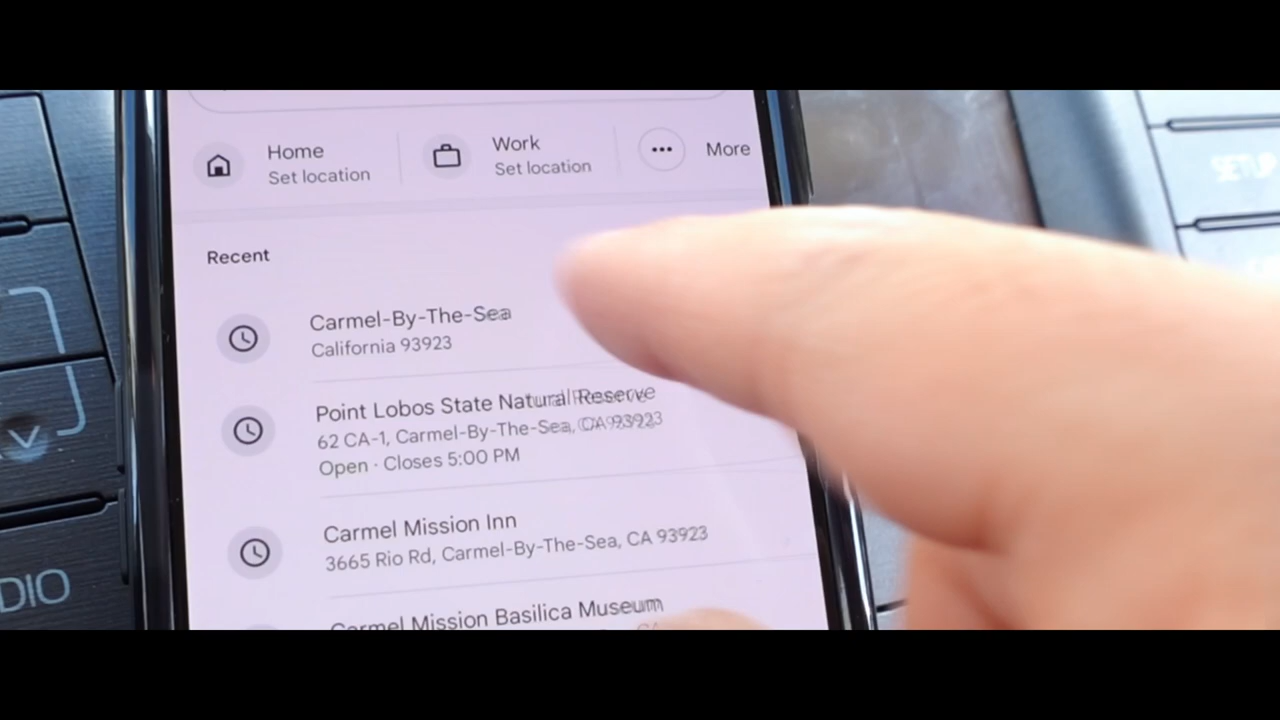 Home
Set location
Work
Set location
More
Recent
Carmel-By-The-Sea
California 93923
Point Lobos State Natural Reserve
62 CA-1, Carmel-By-The-Sea, CA 93923
Open · Closes 5:00 PM
Carmel Mission Inn
3665 Rio Rd, Carmel-By-The-Sea, CA 93923
Carmel Mission Basilica Museum
DIO
SETUP